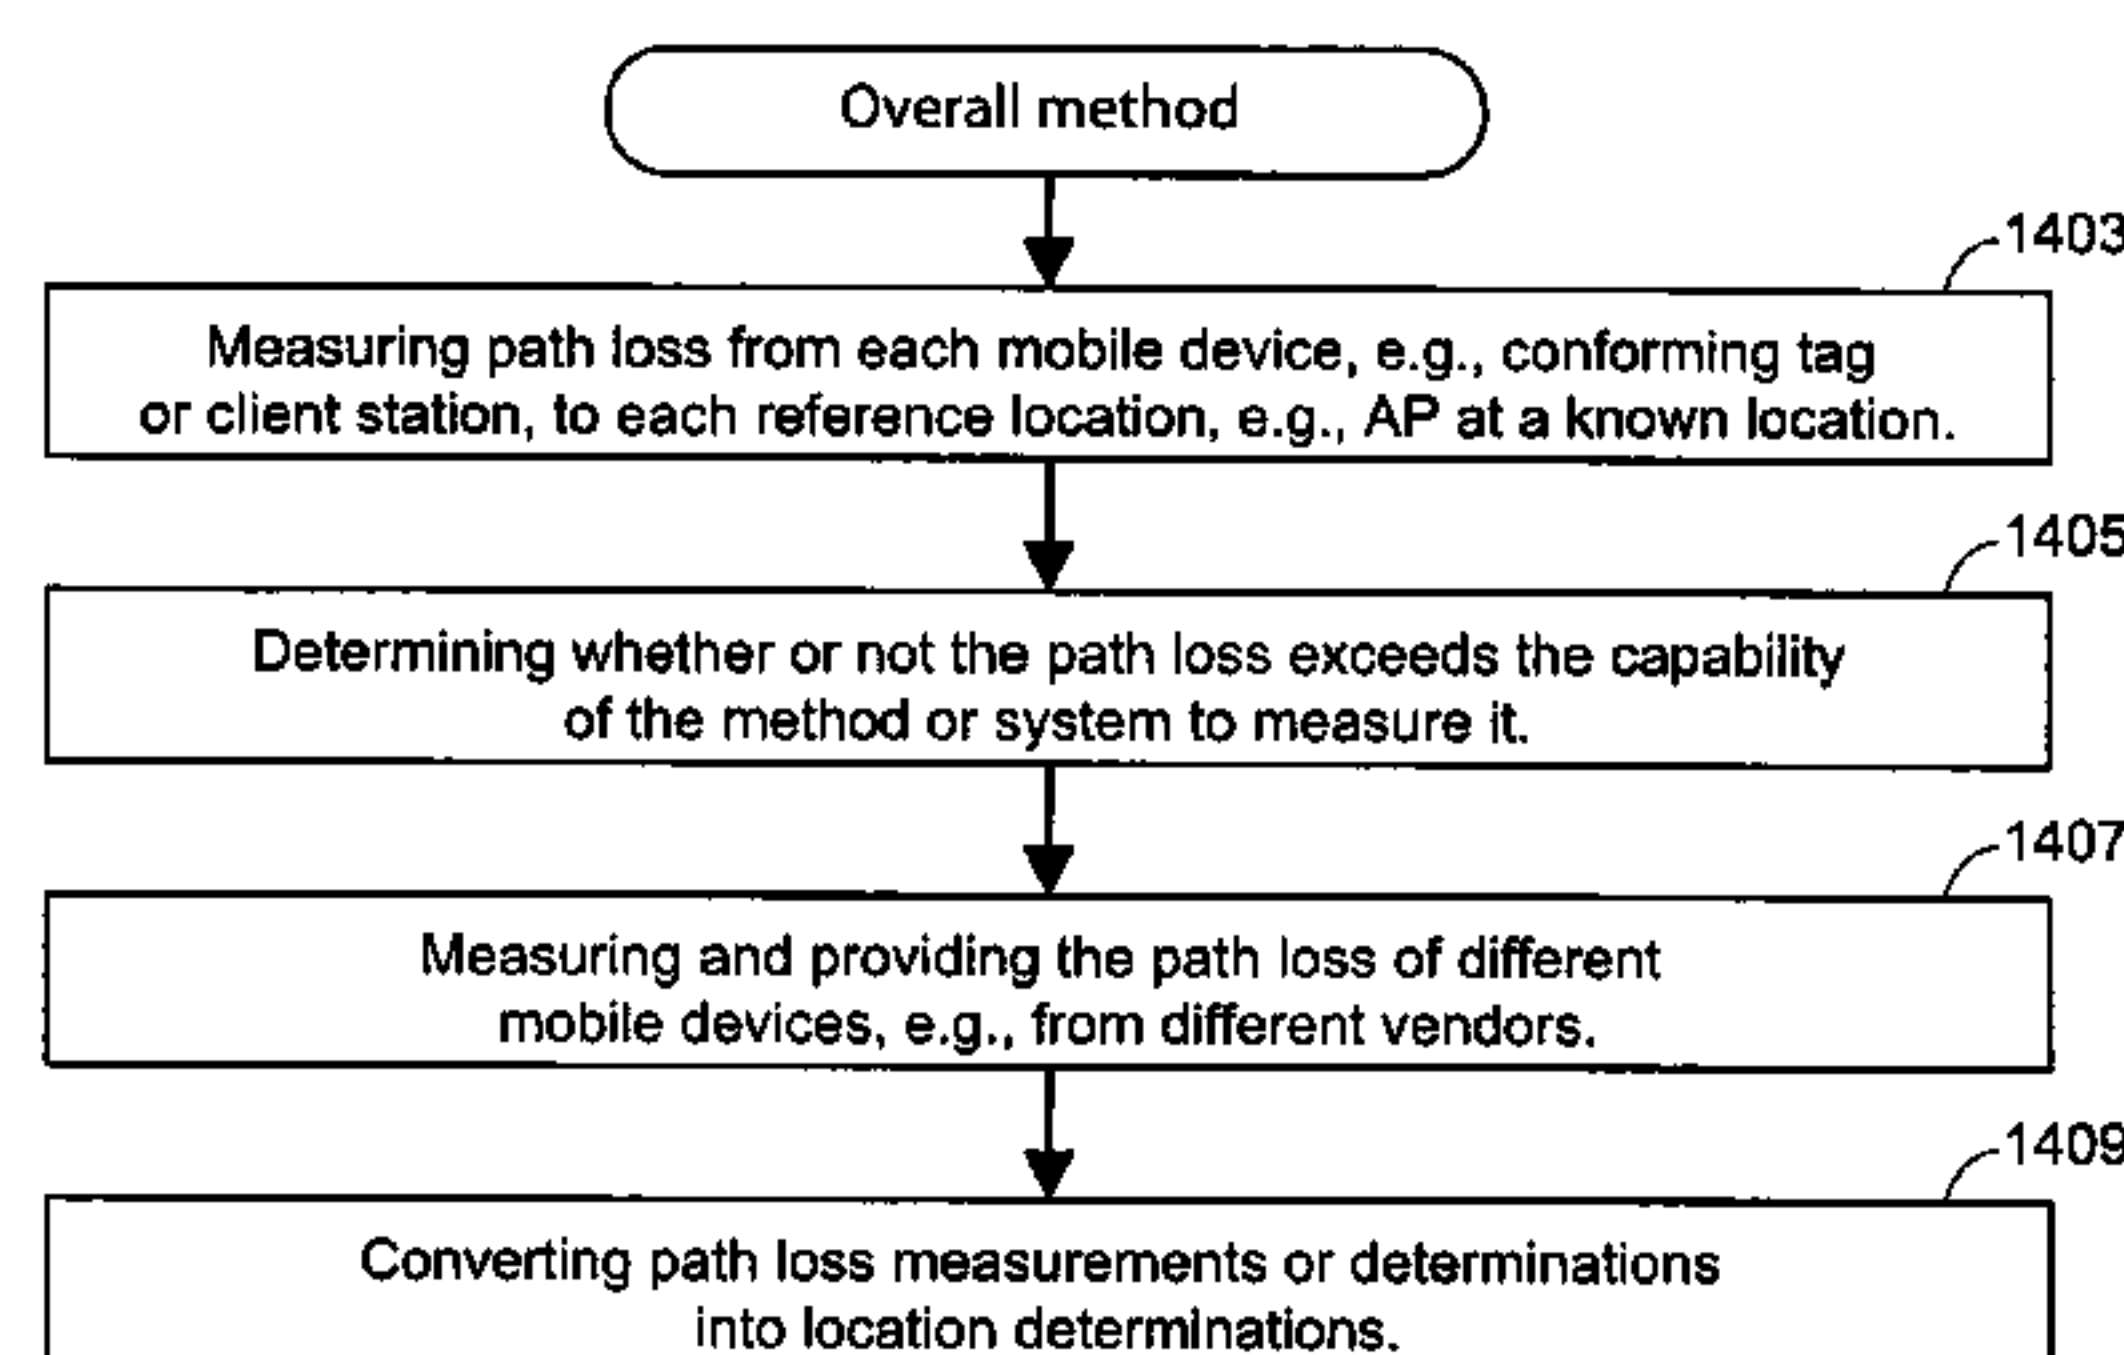 Overall method
1403
Measuring path loss from each mobile device, e.g., conforming tag
or client station, to each reference location, e.g., AP at a known location.
1405
Determining whether or not the path loss exceeds the capability
of the method or system to measure it.
1407
Measuring and providing the path loss of different
mobile devices, e.g., from different vendors.
1409
Converting path loss measurements or determinations
into location determinations.